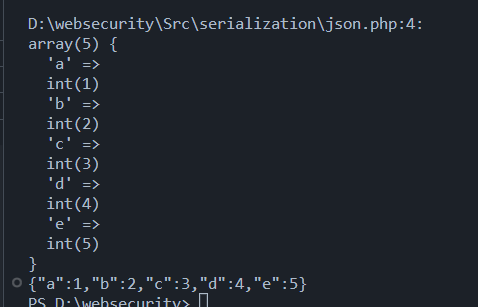 D:\websecurity\Src\serialization\json.php:4:
array(5) {
  'a' =>
  int(1)
  'b' =>
  int(2)
  'c' =>
  int(3)
  'd' =>
  int(4)
  'e' =>
  int(5)
}
{"a":1,"b":2,"c":3,"d":4,"e":5}
PS D:\websecurity>